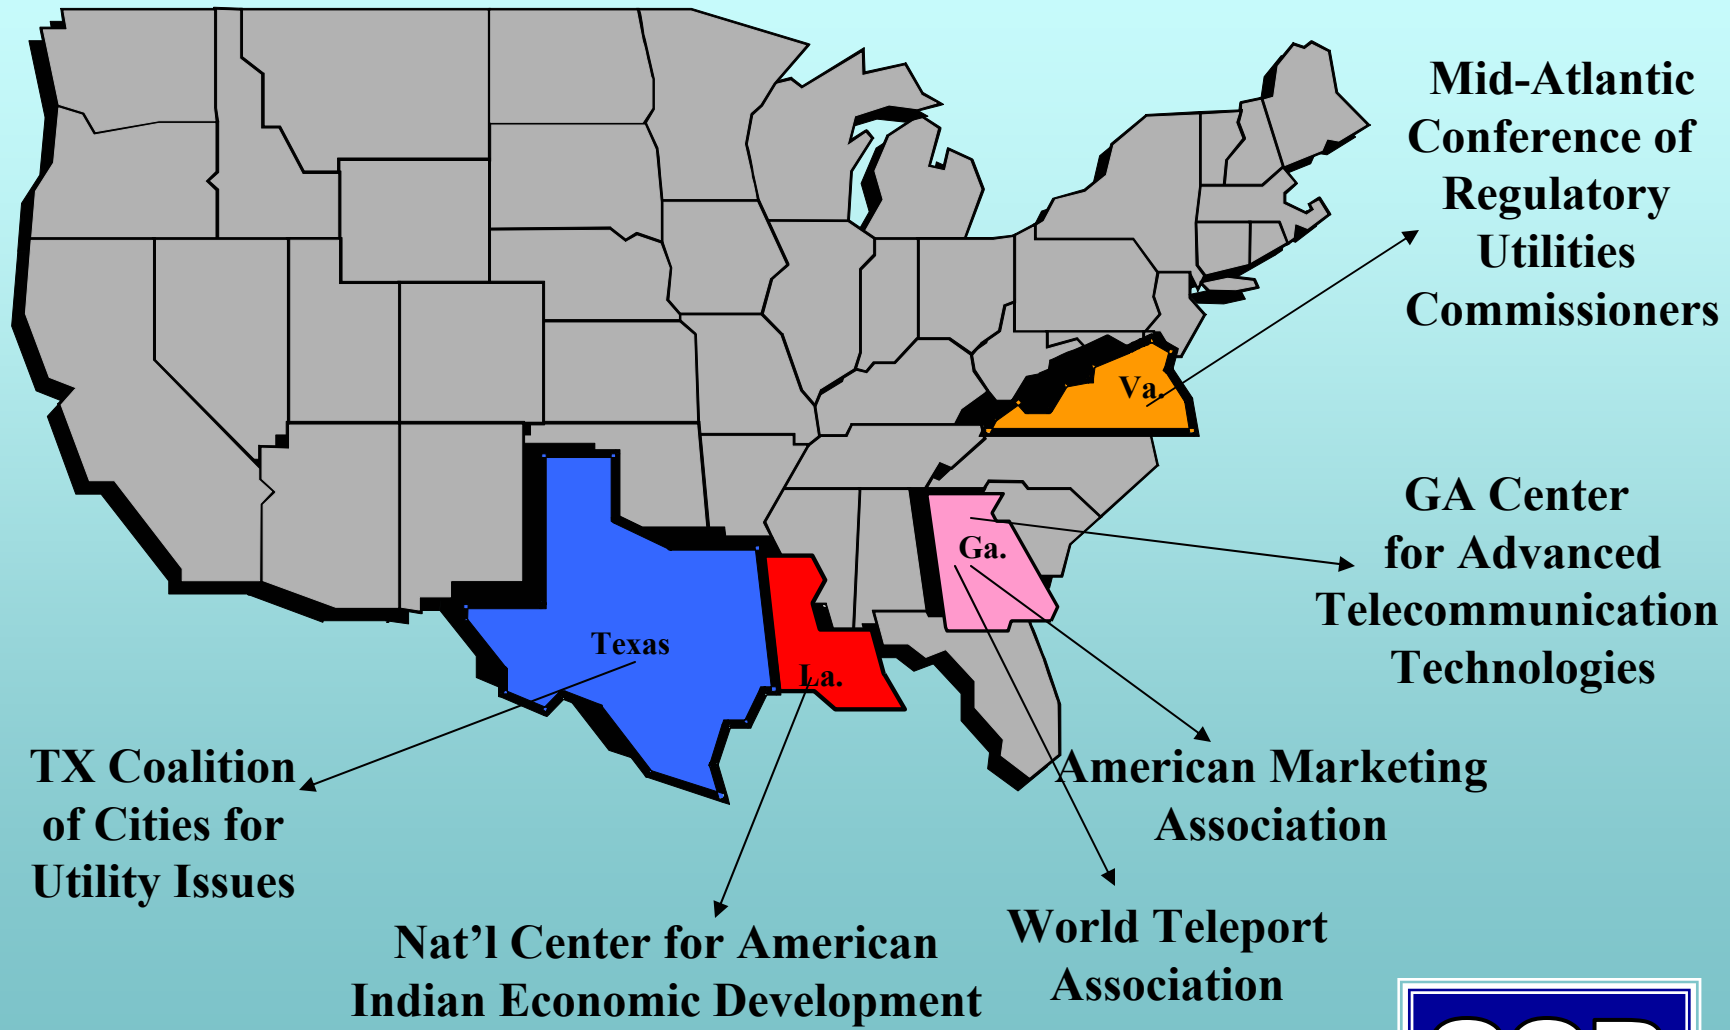 Mid-Atlantic
Conference of
Regulatory
Utilities
Commissioners
Va.
GA Center
for Advanced
Telecommunication
Technologies
Ga.
Texas
La.
TX Coalition
of Cities for
Utility Issues
American Marketing
Association
World Teleport
Association
Nat’l Center for American
Indian Economic Development